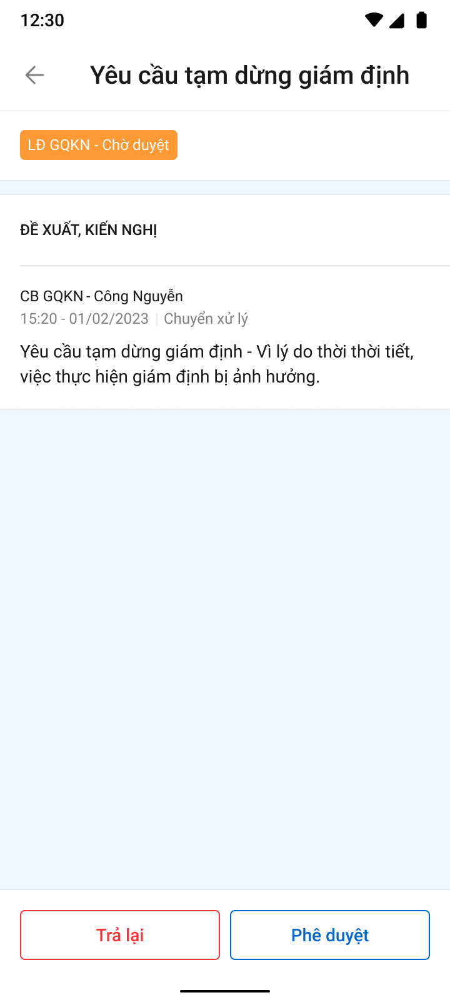 12:30
Yêu cầu tạm dừng giám định
LĐ GQKN - Chờ duyệt
ĐỀ XUẤT, KIẾN NGHỊ
CB GQKN - Công Nguyễn
15:20 - 01/02/2023 | Chuyển xử lý
Yêu cầu tạm dừng giám định - Vì lý do thời thời tiết,
việc thực hiện giám định bị ảnh hưởng.
Trả lại
Phê duyệt